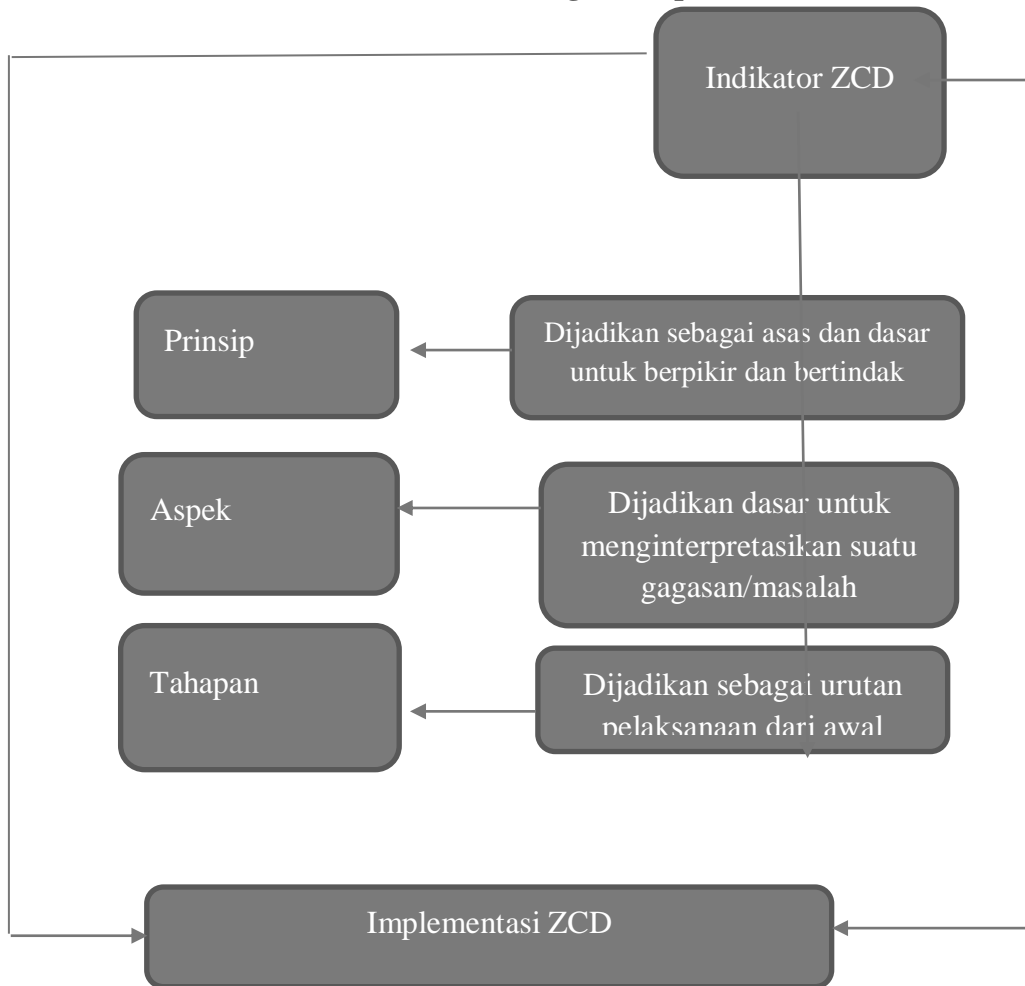 Indikator ZCD
Prinsip
Dijadikan sebagai asas dan dasar
untuk berpikir dan bertindak
Aspek
Dijadikan dasar untuk
menginterpretasikan suatu
gagasan/masalah
Tahapan
Dijadikan sebagai urutan
pelaksanaan dari awal
Implementasi ZCD